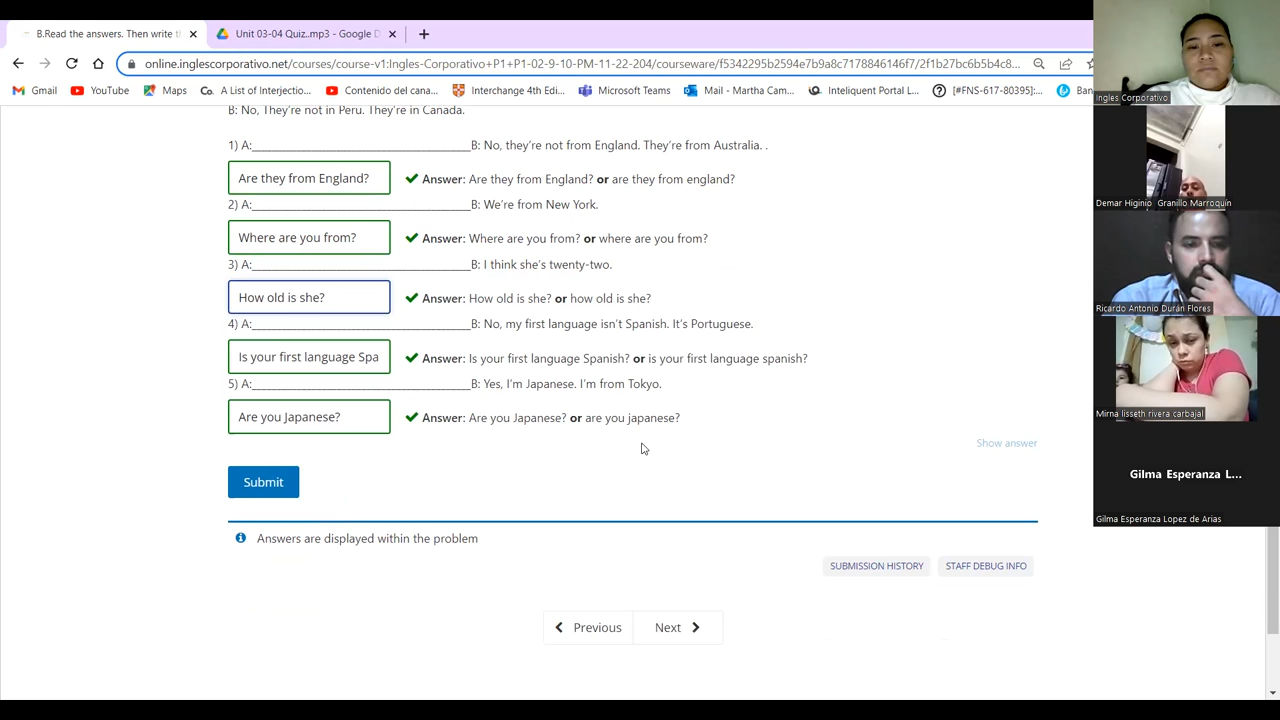 B.Read the answers. Then write t
Unit 03-04 Quiz..mp3 - Google D
online.inglescorporativo.net/courses/course-v1:Ingles-Corporativo+P1+P1-02-9-10-PM-11-22-204/courseware/f5342295b2594e7b9a8c7178846146f7/2f1b27bc6b5b4c8...
Gmail
YouTube
Maps
A List of Interjectio...
Contenido del cana...
Interchange 4th Edi...
Microsoft Teams
Mail - Martha Cam...
Inteliquent Portal L...
[#FNS-617-80395]:...
Ban
B: No, They're not in Peru. They're in Canada.
1) A:______________________________________B: No, they're not from England. They're from Australia. .
Are they from England?
Answer: Are they from England? or are they from england?
2) A:______________________________________B: We're from New York.
Where are you from?
Answer: Where are you from? or where are you from?
3) A:______________________________________B: I think she's twenty-two.
How old is she?
Answer: How old is she? or how old is she?
4) A:______________________________________B: No, my first language isn't Spanish. It's Portuguese.
Is your first language Spa
Answer: Is your first language Spanish? or is your first language spanish?
5) A:______________________________________B: Yes, I'm Japanese. I'm from Tokyo.
Are you Japanese?
Answer: Are you Japanese? or are you japanese?
Show answer
Submit
Answers are displayed within the problem
SUBMISSION HISTORY
STAFF DEBUG INFO
Previous
Next
Ingles Corporativo
Demar Higinio Granillo Marroquin
Ricardo Antonio Durán Flores
Mirna lisseth rivera carbajal
Gilma Esperanza L...
Gilma Esperanza Lopez de Arias